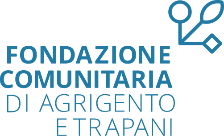 FONDAZIONE
COMUNITARIA
DI AGRIGENTO
E TRAPANI